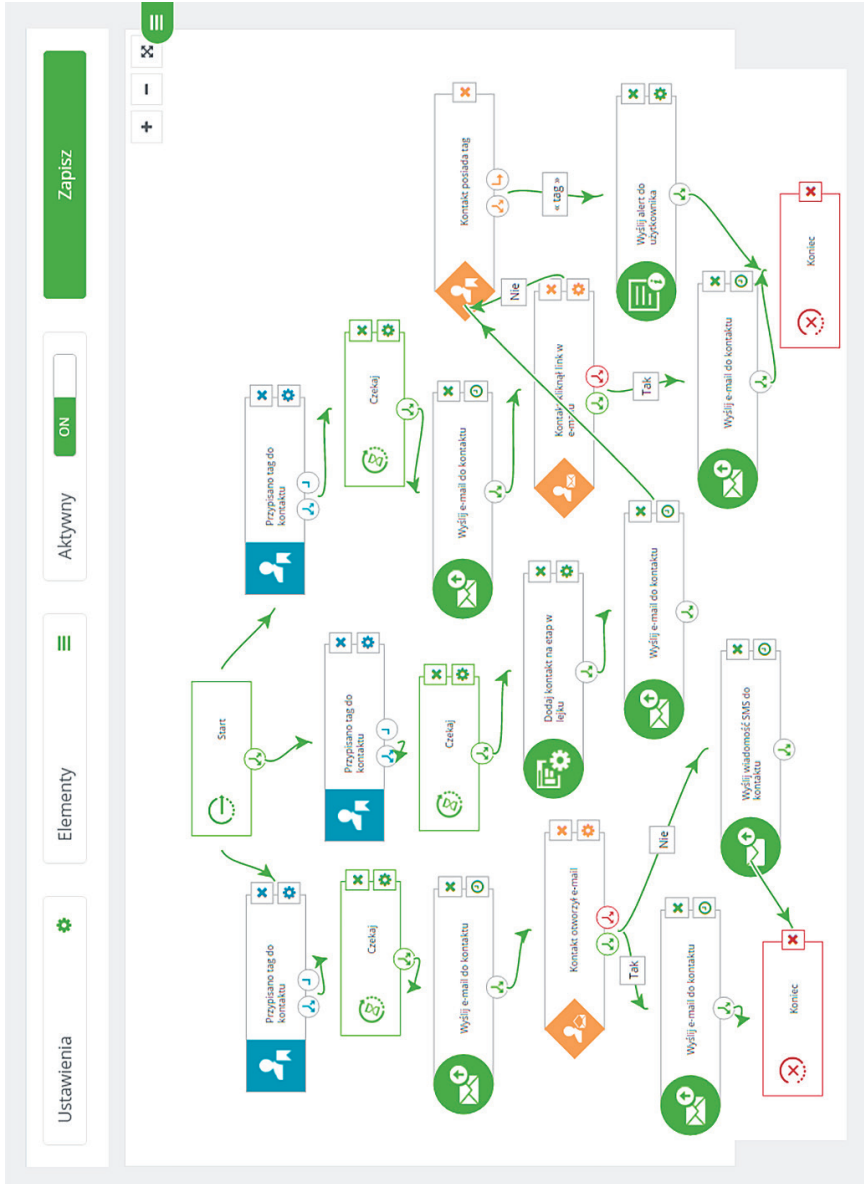 Ustawienia
Elementy
Aktywny
ON
Zapisz
Start
Przypisano tag do
kontaktu
Przypisano tag do
kontaktu
Przypisano tag do
kontaktu
Czekaj
Czekaj
Czekaj
Wyślij e-mail do kontaktu
Dodaj kontakt na etap w
lejku
Wyślij e-mail do kontaktu
Kontakt posiada tag
Kontakt otworzył e-mail
Wyślij e-mail do kontaktu
Kontakt kliknął link w
Nie
« tag »
Tak
Nie
Tak
Wyślij alert do
użytkownika
Wyślij e-mail do kontaktu
Wyślij wiadomość SMS do
kontaktu
Wyślij e-mail do kontaktu
Koniec
Koniec